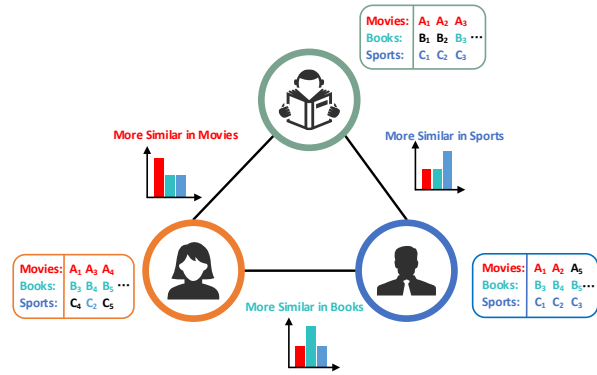 Movies: A₁ A₂ A₃
Books: B₁ B₂ B₃ ...
Sports: C₁ C₂ C₃
More Similar in Movies
More Similar in Sports
Movies: A₁ A₃ A₄
Books: B₃ B₄ B₅ ...
Sports: C₄ C₂ C₅
Movies: A₁ A₂ A₅
Books: B₃ B₄ B₅ ...
Sports: C₁ C₂ C₃
More Similar in Books